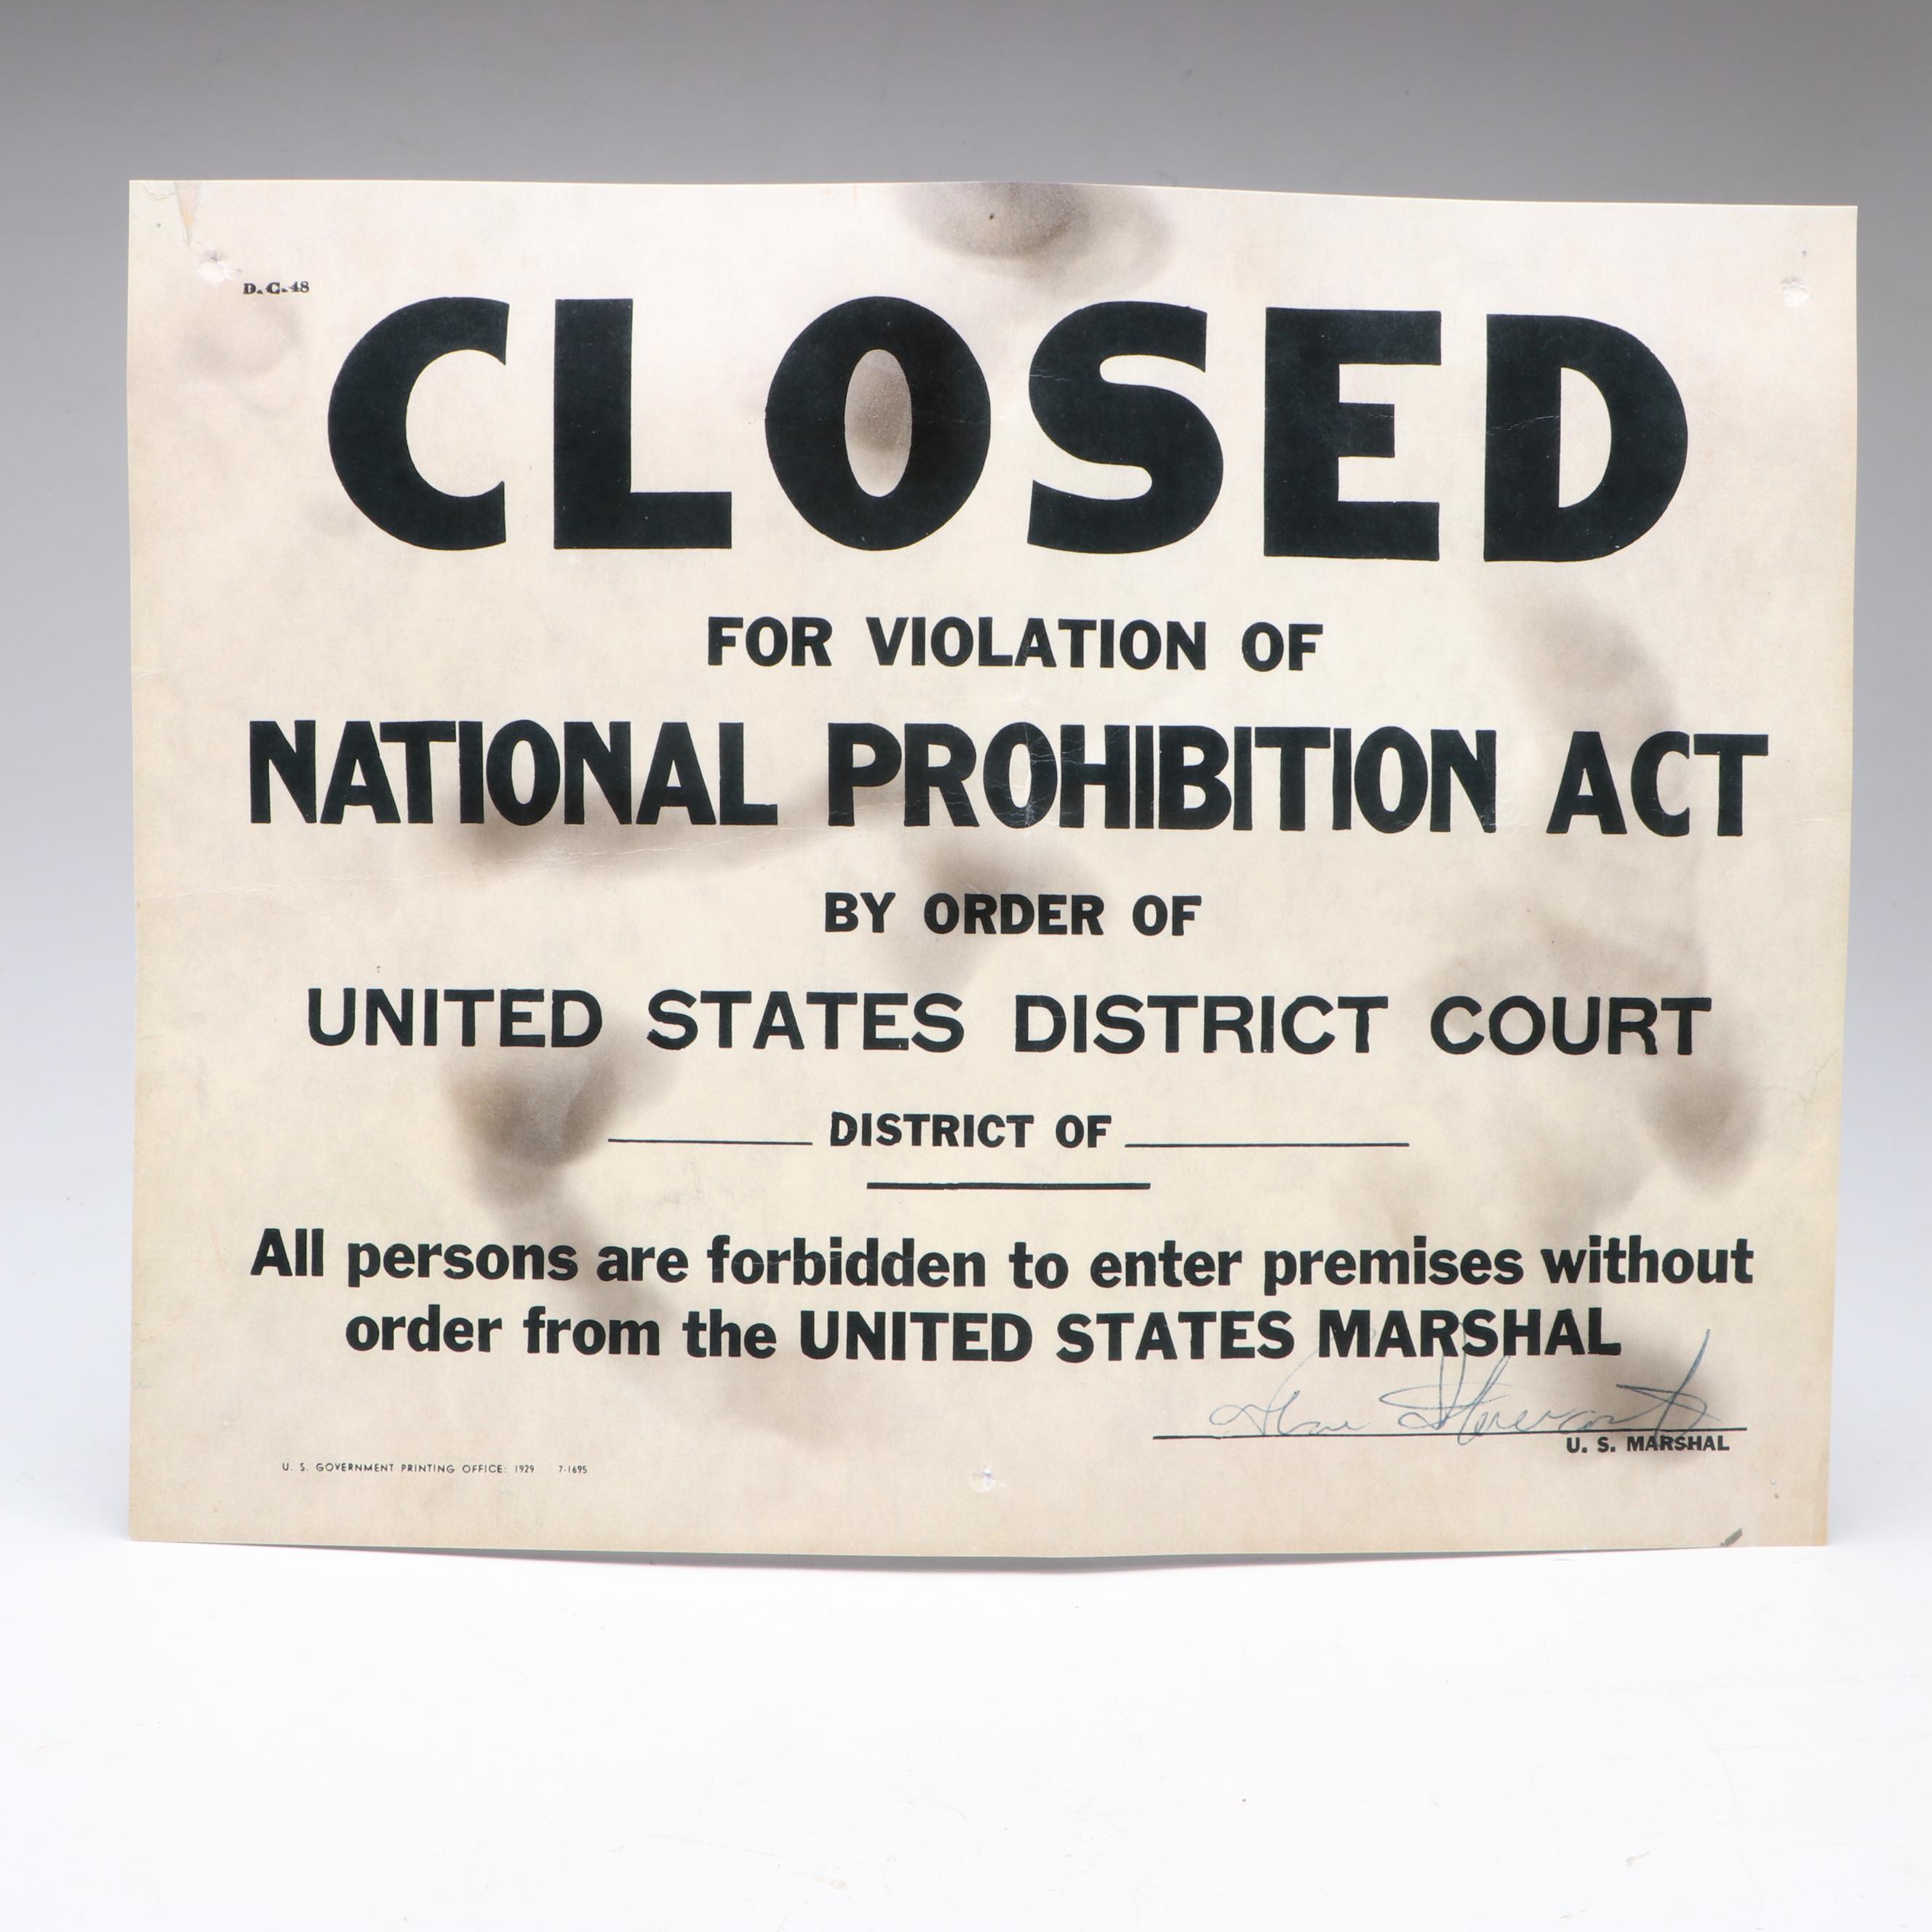 D.C.48
CLOSED
FOR VIOLATION OF
NATIONAL PROHIBITION ACT
BY ORDER OF
UNITED STATES DISTRICT COURT
DISTRICT OF
All persons are forbidden to enter premises without
order from the UNITED STATES MARSHAL
U. S. MARSHAL
U. S. GOVERNMENT PRINTING OFFICE: 1929 7-1695